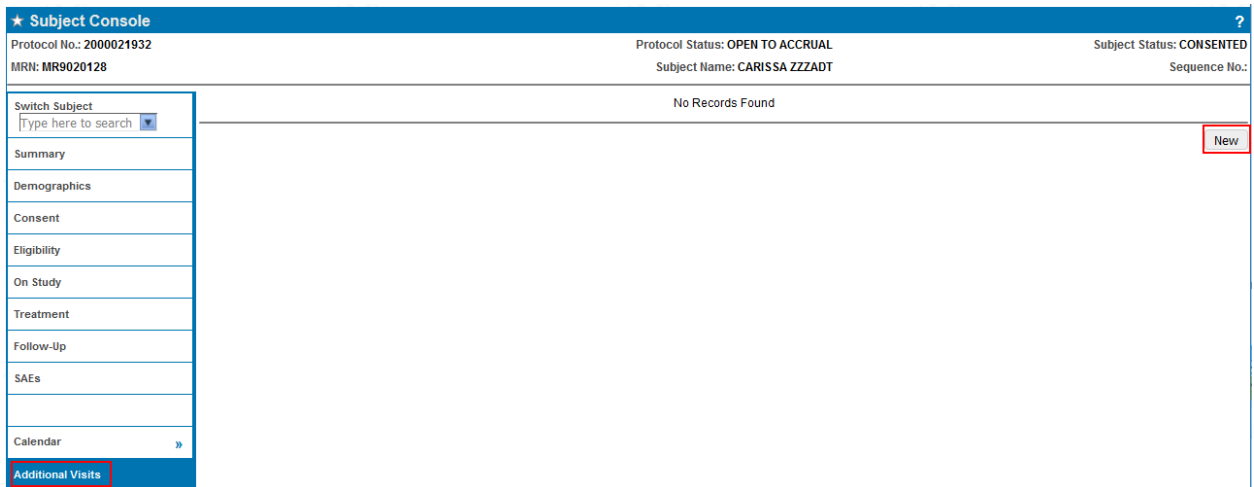 ★ Subject Console ?
Protocol No.: 2000021932 Protocol Status: OPEN TO ACCRUAL Subject Status: CONSENTED
MRN: MR9020128 Subject Name: CARISSA ZZZADT Sequence No.:
No Records Found
New
Switch Subject
Type here to search
Summary
Demographics
Consent
Eligibility
On Study
Treatment
Follow-Up
SAEs
Calendar »
Additional Visits